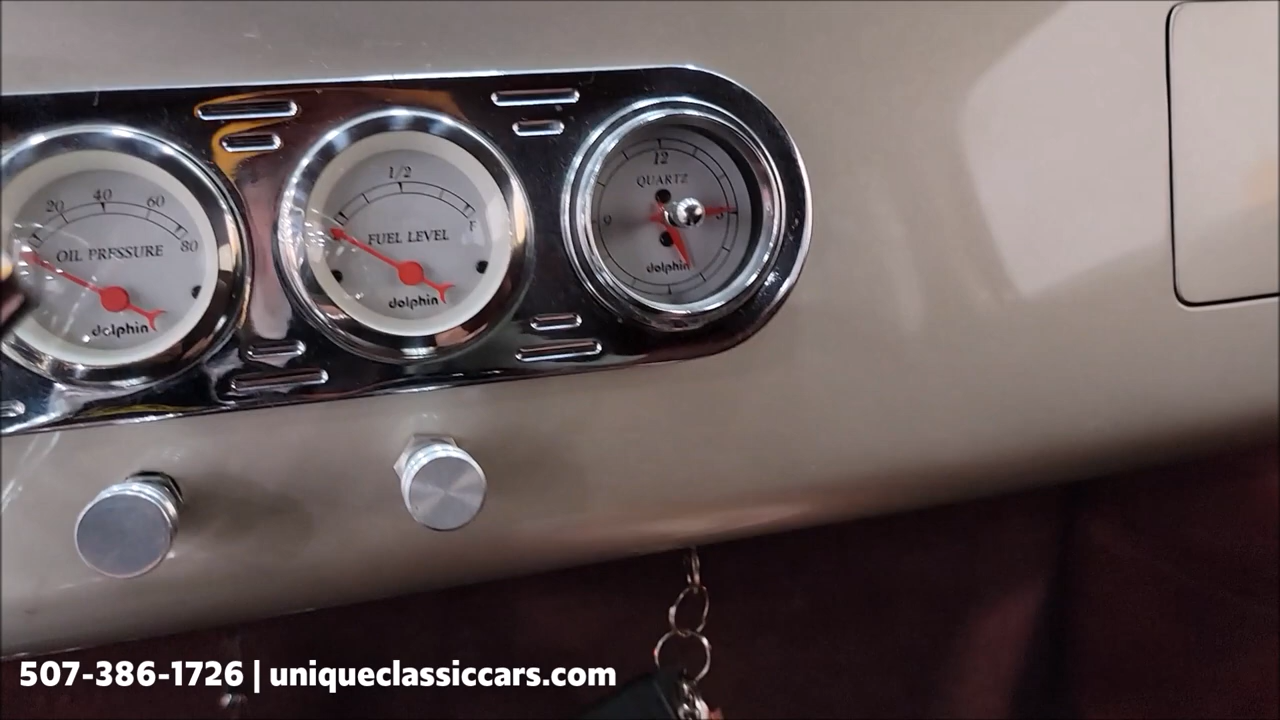 20 40 60 80
OIL PRESSURE
dolphin
1/2
F
FUEL LEVEL
dolphin
12
QUARTZ
9 3
dolphin
507-386-1726 | uniqueclassiccars.com